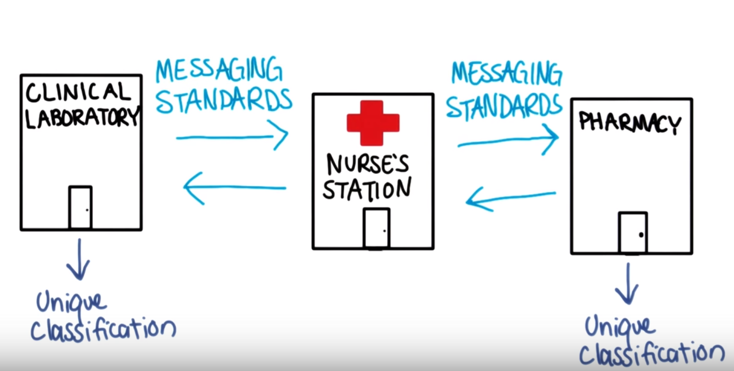 CLINICAL
LABORATORY
MESSAGING
STANDARDS
NURSE'S
STATION
MESSAGING
STANDARDS
PHARMACY
Unique
Classification
Unique
Classification